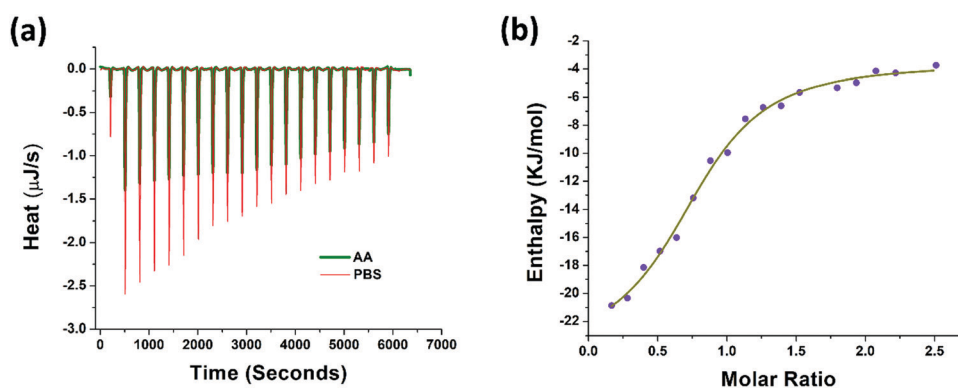 (a)
0.0
-0.5
-1.0
-1.5
-2.0
-2.5
-3.0
Heat (μJ/s)
AA
PBS
0 1000 2000 3000 4000 5000 6000 7000
Time (Seconds)
(b)
-2
-4
-6
-8
-10
-12
-14
-16
-18
-20
-22
Enthalpy (KJ/mol)
0.0 0.5 1.0 1.5 2.0 2.5
Molar Ratio